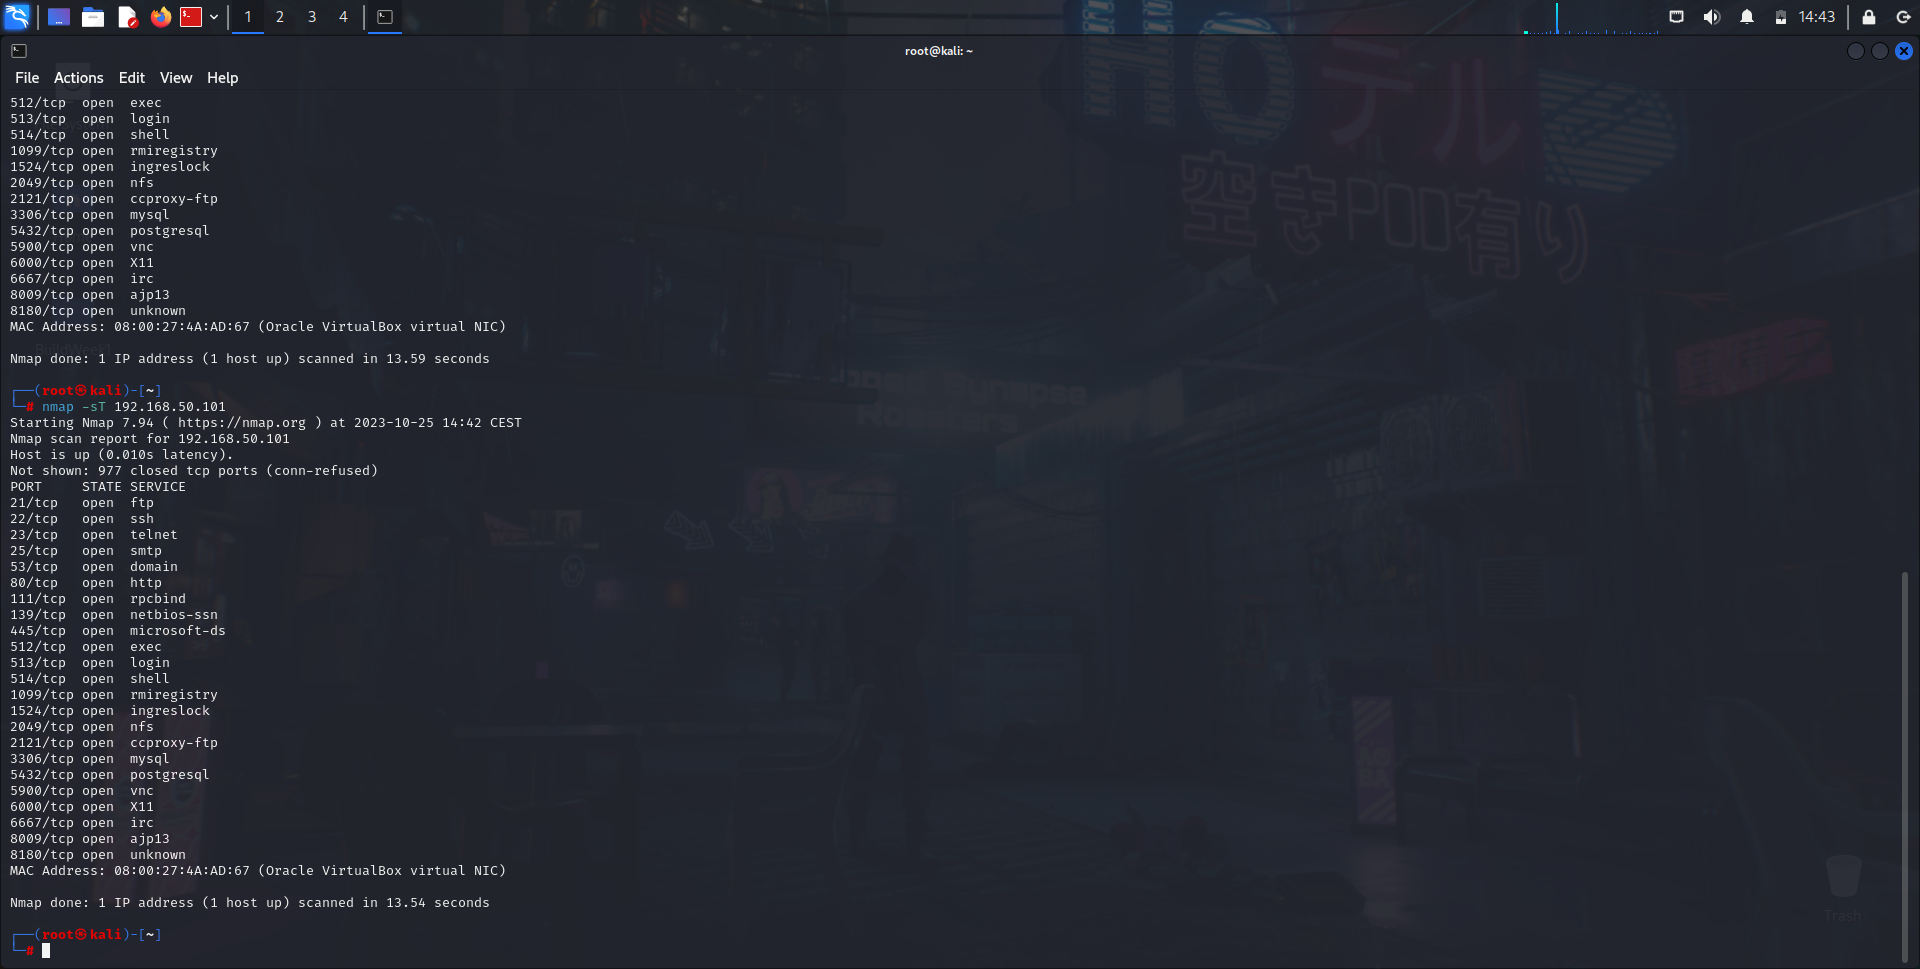 1 2 3 4
14:43
root@kali: ~
File Actions Edit View Help
512/tcp open exec
513/tcp open login
514/tcp open shell
1099/tcp open rmiregistry
1524/tcp open ingreslock
2049/tcp open nfs
2121/tcp open ccproxy-ftp
3306/tcp open mysql
5432/tcp open postgresql
5900/tcp open vnc
6000/tcp open X11
6667/tcp open irc
8009/tcp open ajp13
8180/tcp open unknown
MAC Address: 08:00:27:4A:AD:67 (Oracle VirtualBox virtual NIC)
Nmap done: 1 IP address (1 host up) scanned in 13.59 seconds
┌──(root㉿kali)-[~]
└─# nmap -sT 192.168.50.101
Starting Nmap 7.94 ( https://nmap.org ) at 2023-10-25 14:42 CEST
Nmap scan report for 192.168.50.101
Host is up (0.010s latency).
Not shown: 977 closed tcp ports (conn-refused)
PORT STATE SERVICE
21/tcp open ftp
22/tcp open ssh
23/tcp open telnet
25/tcp open smtp
53/tcp open domain
80/tcp open http
111/tcp open rpcbind
139/tcp open netbios-ssn
445/tcp open microsoft-ds
512/tcp open exec
513/tcp open login
514/tcp open shell
1099/tcp open rmiregistry
1524/tcp open ingreslock
2049/tcp open nfs
2121/tcp open ccproxy-ftp
3306/tcp open mysql
5432/tcp open postgresql
5900/tcp open vnc
6000/tcp open X11
6667/tcp open irc
8009/tcp open ajp13
8180/tcp open unknown
MAC Address: 08:00:27:4A:AD:67 (Oracle VirtualBox virtual NIC)
Nmap done: 1 IP address (1 host up) scanned in 13.54 seconds
┌──(root㉿kali)-[~]
└─#
HOテル
空きPOD有り
Trash